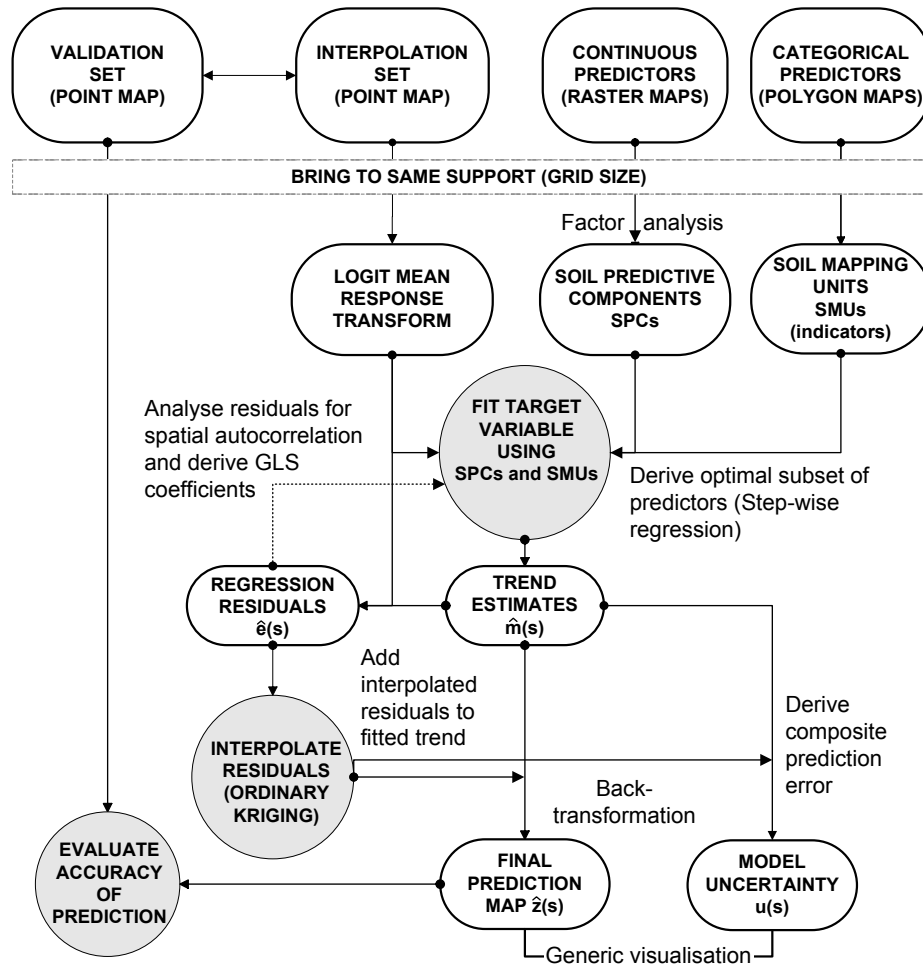 VALIDATION
SET
(POINT MAP)
INTERPOLATION
SET
(POINT MAP)
CONTINUOUS
PREDICTORS
(RASTER MAPS)
CATEGORICAL
PREDICTORS
(POLYGON MAPS)
BRING TO SAME SUPPORT (GRID SIZE)
Factor analysis
LOGIT MEAN
RESPONSE
TRANSFORM
SOIL PREDICTIVE
COMPONENTS
SPCs
SOIL MAPPING
UNITS
SMUs
(indicators)
Analyse residuals for
spatial autocorrelation
and derive GLS
coefficients
FIT TARGET
VARIABLE
USING
SPCs and SMUs
Derive optimal subset of
predictors (Step-wise
regression)
REGRESSION
RESIDUALS
ê(s)
TREND
ESTIMATES
m̂(s)
Add
interpolated
residuals to
fitted trend
Derive
composite
prediction
error
INTERPOLATE
RESIDUALS
(ORDINARY
KRIGING)
Back-
transformation
EVALUATE
ACCURACY
OF
PREDICTION
FINAL
PREDICTION
MAP ẑ(s)
MODEL
UNCERTAINTY
u(s)
Generic visualisation